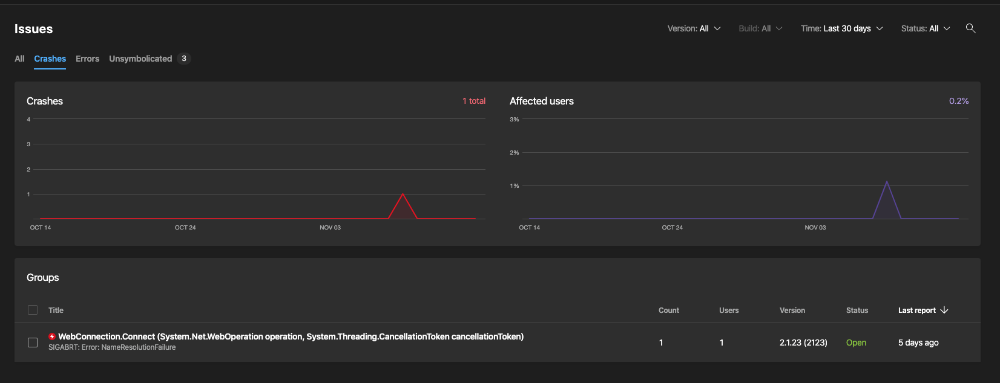 Issues
Version: All
Build: All
Time: Last 30 days
Status: All
All
Crashes
Errors
Unsymbolicated 3
Crashes
1 total
4
3
2
1
OCT 14
OCT 24
NOV 03
Affected users
0.2%
3%
2%
1%
OCT 14
OCT 24
NOV 03
Groups
Title
Count
Users
Version
Status
Last report
WebConnection.Connect (System.Net.WebOperation operation, System.Threading.CancellationToken cancellationToken)
SIGABRT: Error: NameResolutionFailure
1
1
2.1.23 (2123)
Open
5 days ago